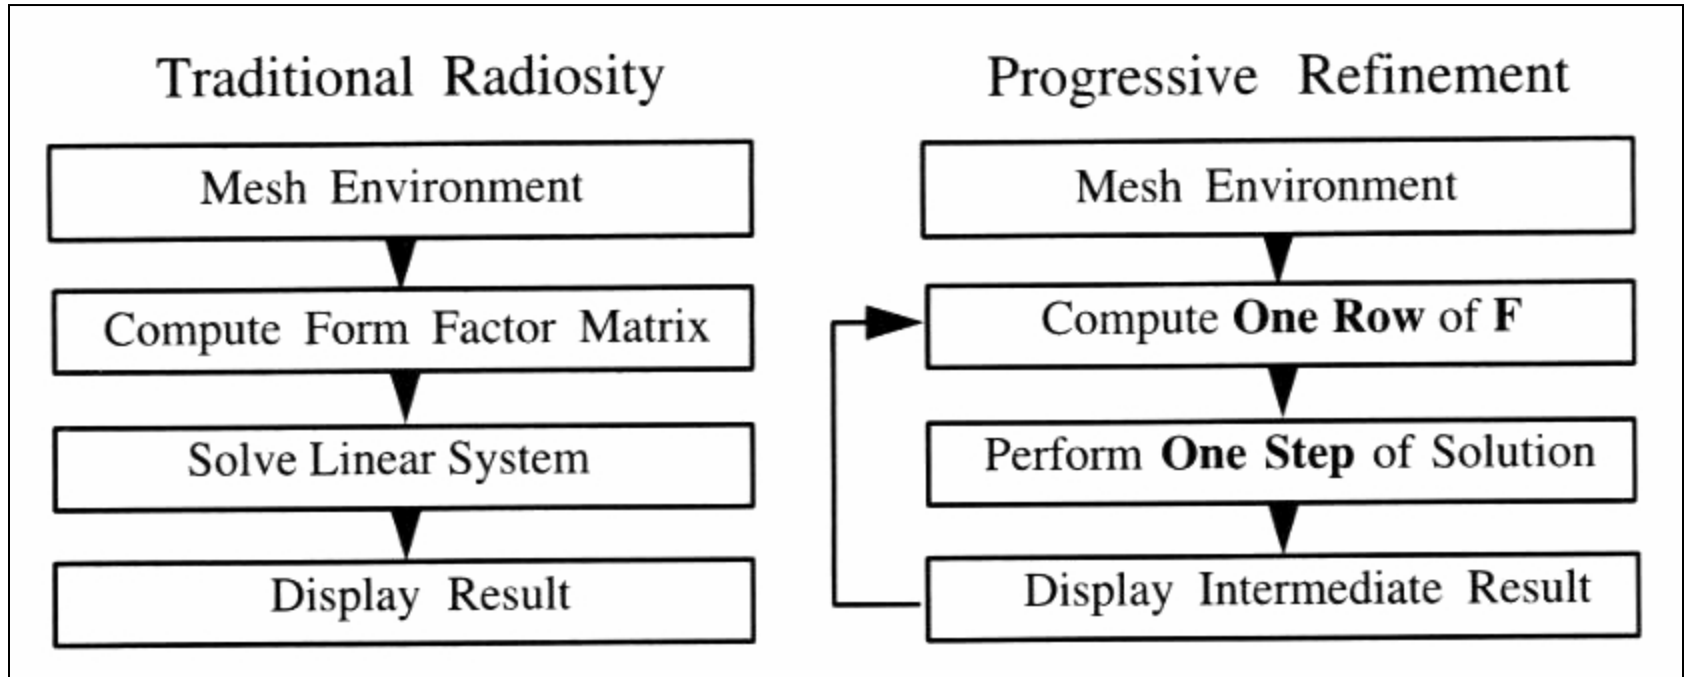 Traditional Radiosity
Mesh Environment
Compute Form Factor Matrix
Solve Linear System
Display Result
Progressive Refinement
Mesh Environment
Compute One Row of F
Perform One Step of Solution
Display Intermediate Result